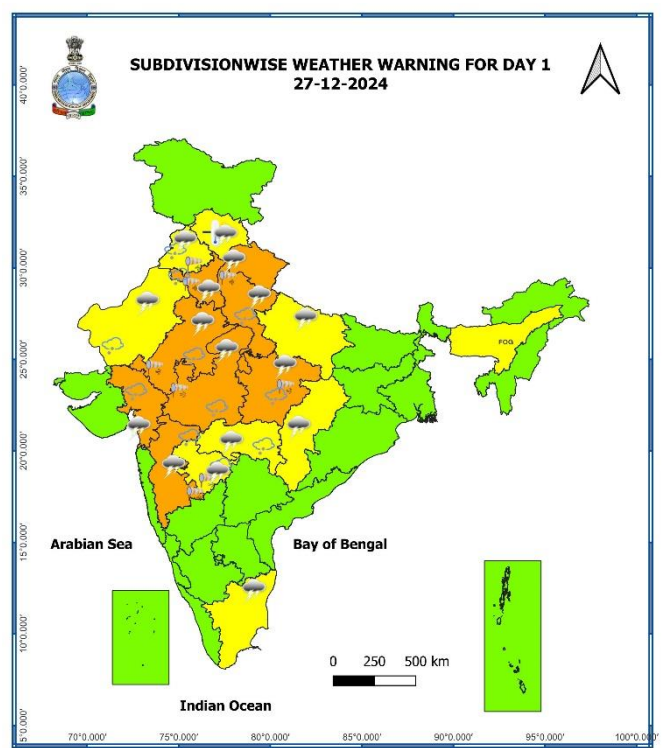 SUBDIVISIONWISE WEATHER WARNING FOR DAY 1
27-12-2024
40°0.000'
35°0.000'
30°0.000'
25°0.000'
20°0.000'
15°0.000'
10°0.000'
5°0.000'
FOG
Arabian Sea
Bay of Bengal
0 250 500 km
Indian Ocean
70°0.000' 75°0.000' 80°0.000' 85°0.000' 90°0.000' 95°0.000' 100°0.000'